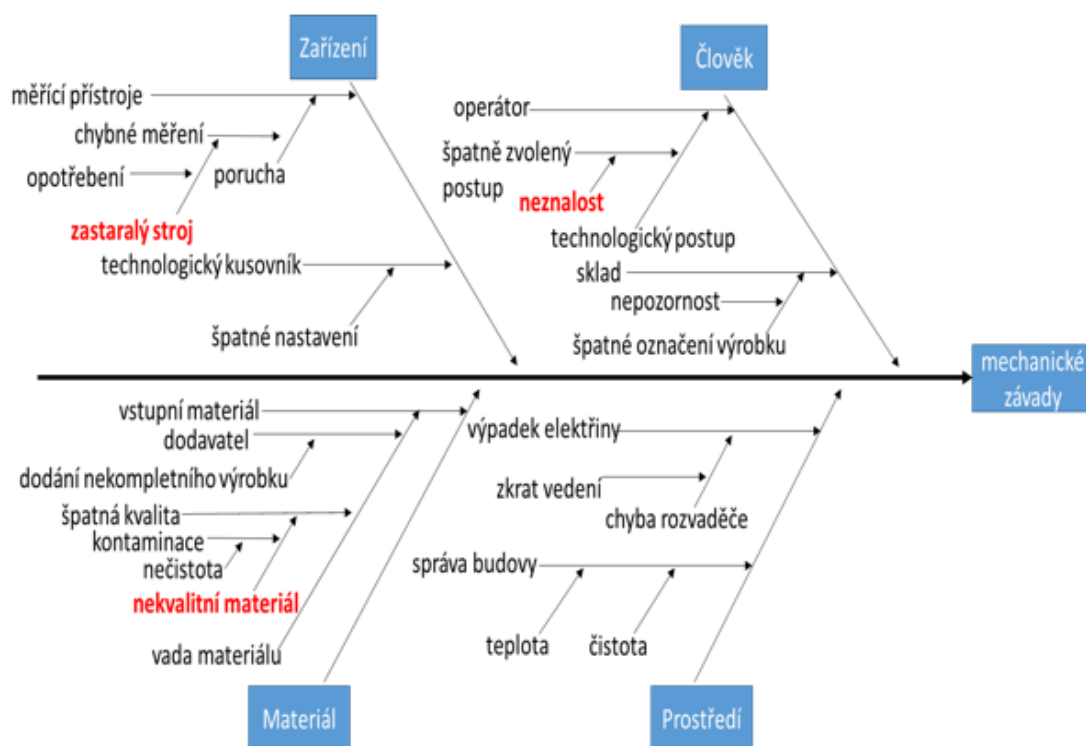 Zařízení
Člověk
měřící přístroje
operátor
chybné měření
špatně zvolený
postup
opotřebení
porucha
neznalost
zastaralý stroj
technologický postup
technologický kusovník
sklad
nepozornost
špatné nastavení
špatné označení výrobku
mechanické
závady
vstupní materiál
dodavatel
výpadek elektřiny
dodání nekompletního výrobku
zkrat vedení
špatná kvalita
chyba rozvaděče
kontaminace
nečistota
správa budovy
nekvalitní materiál
teplota
čistota
vada materiálu
Materiál
Prostředí